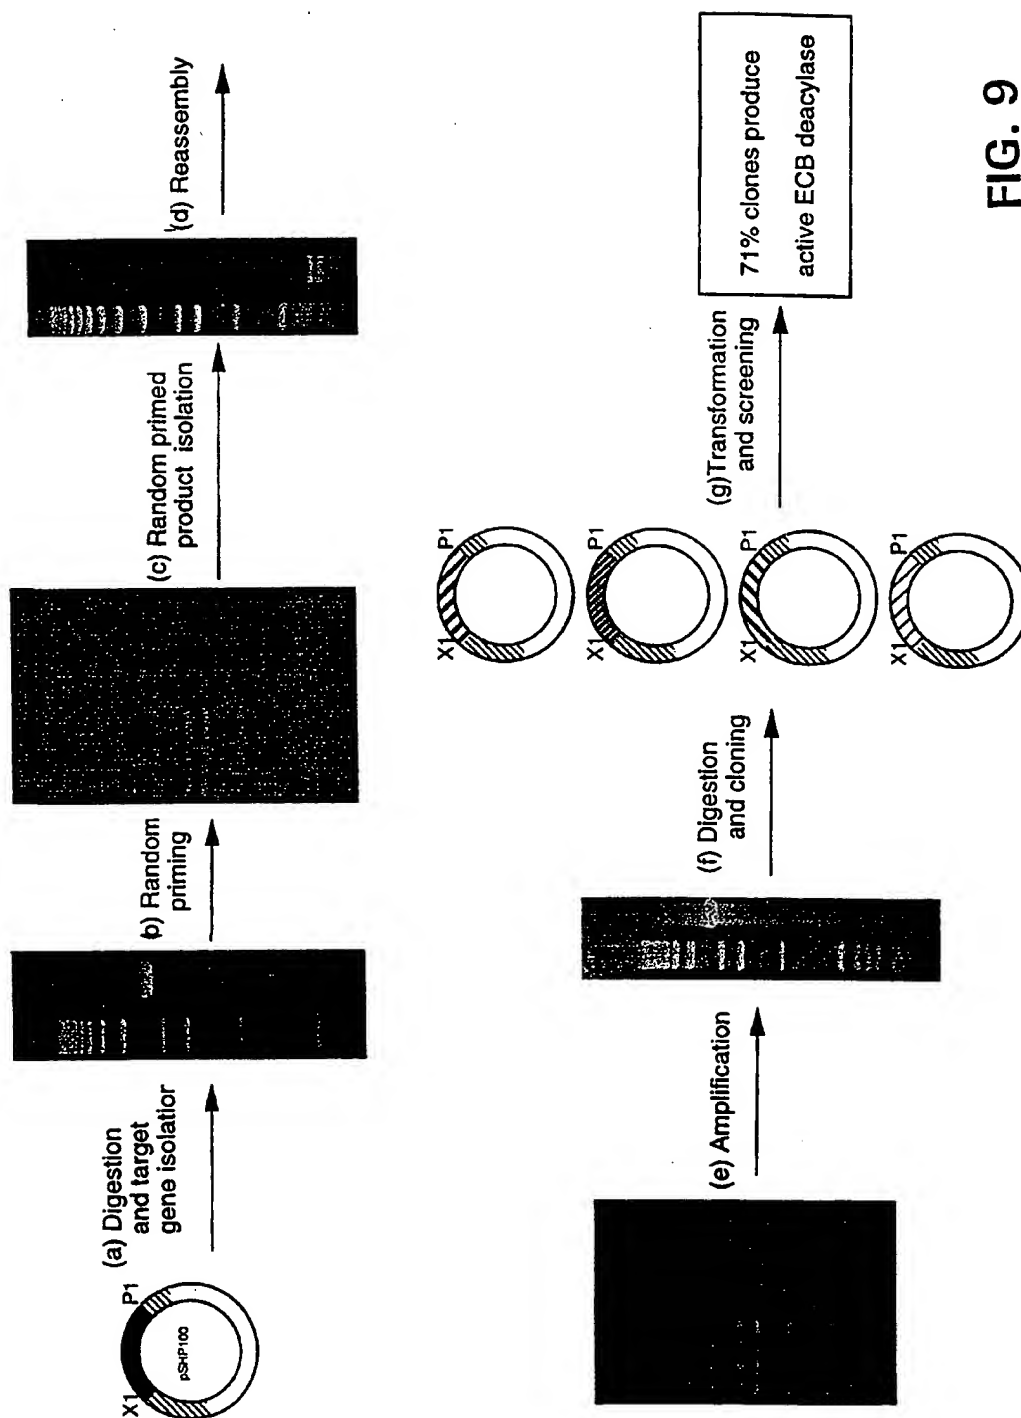 X1 P1
pSHP100
(a) Digestion
and target
gene isolatior
(b) Random
priming
(c) Random primed
product isolation
(d) Reassembly
(e) Amplification
(f) Digestion
and cloning
X1 P1
X1 P1
X1 P1
X1 P1
(g)Transformation
and screening
71% clones produce
active ECB deacylase
FIG. 9